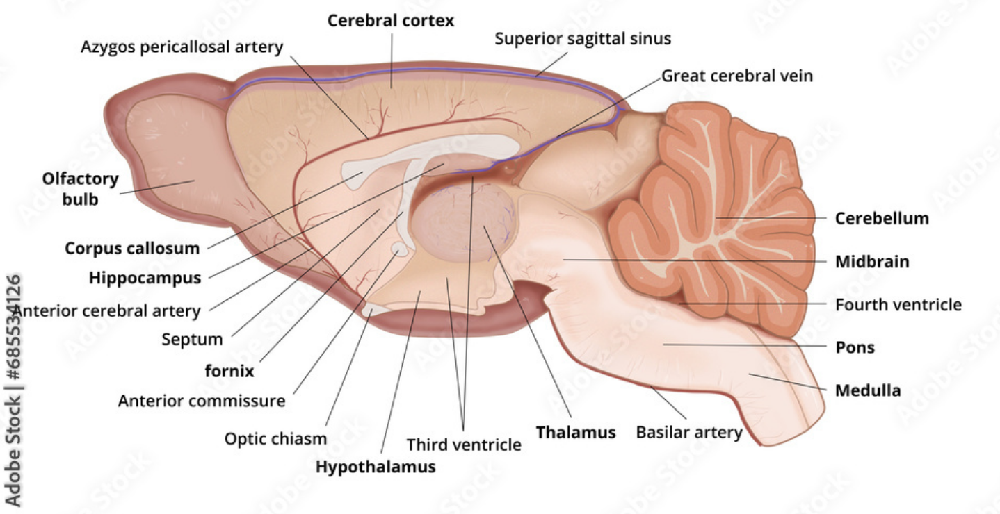 Cerebral cortex
Superior sagittal sinus
Azygos pericallosal artery
Great cerebral vein
Olfactory
bulb
Cerebellum
Corpus callosum
Midbrain
Hippocampus
Fourth ventricle
Anterior cerebral artery
Septum
Pons
fornix
Medulla
Anterior commissure
Optic chiasm
Thalamus
Basilar artery
Third ventricle
Hypothalamus
Adobe Stock | #685534126
Adobe Stock